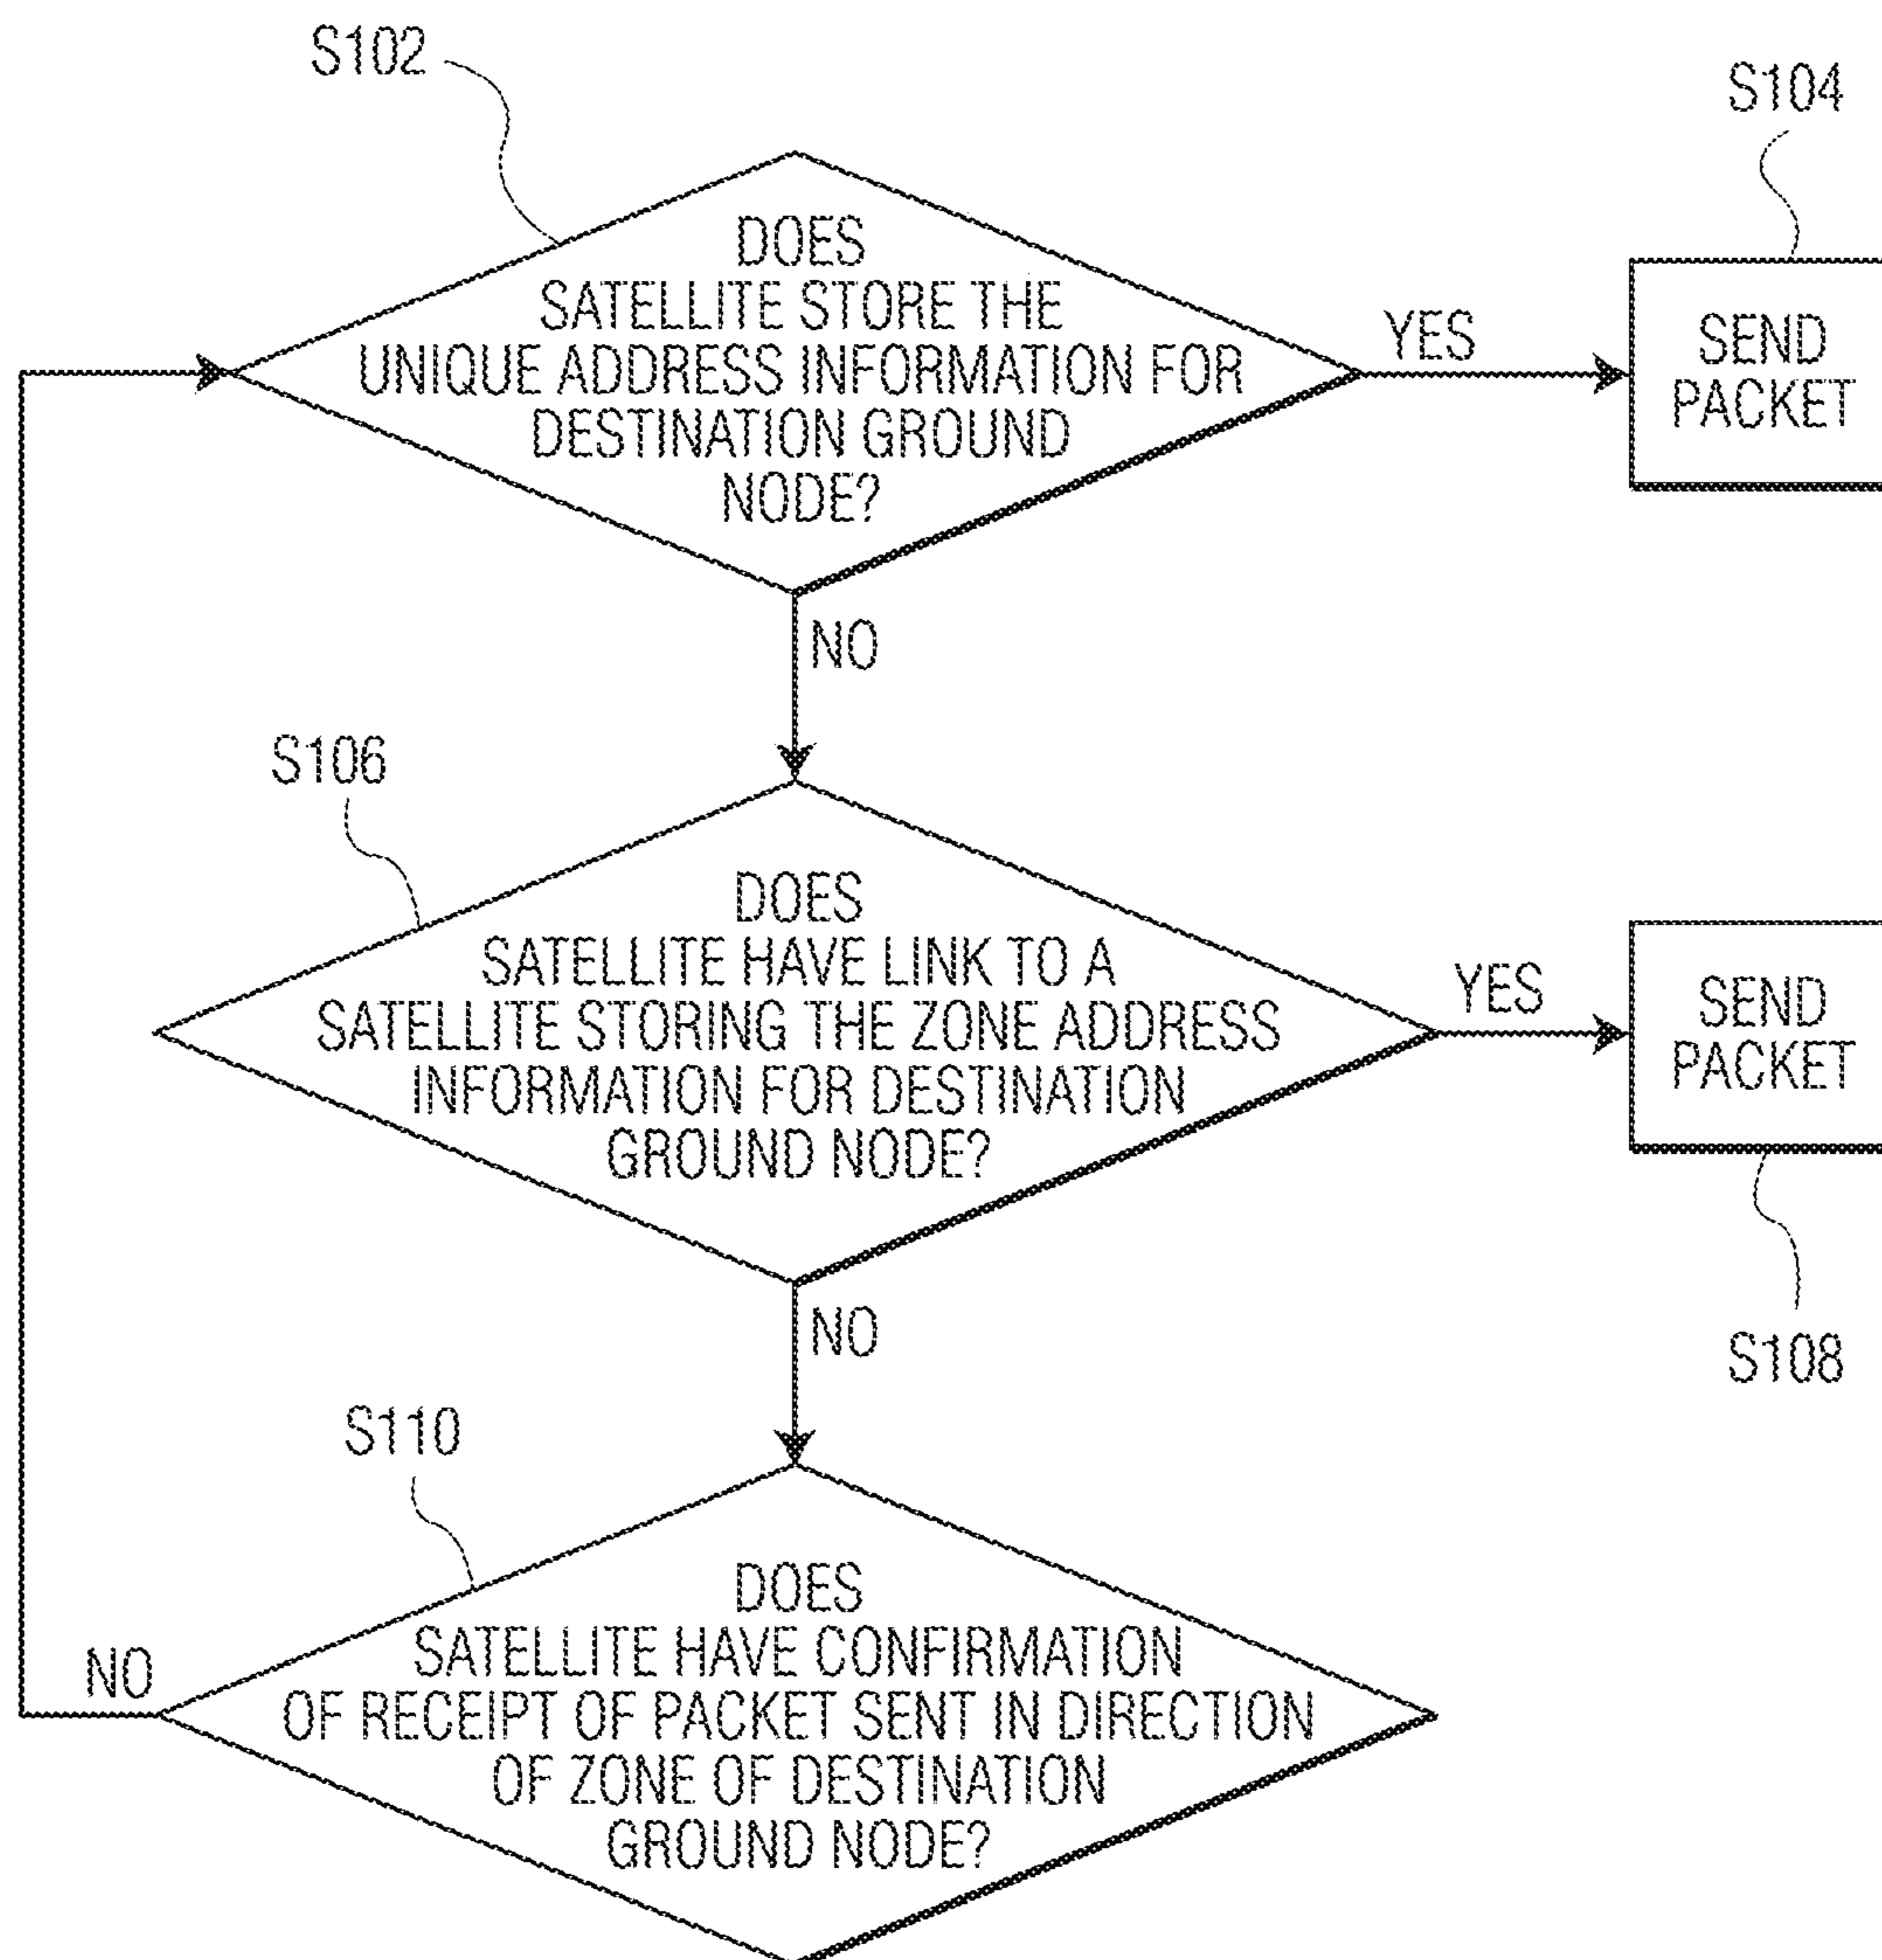 S102
S104
DOES
SATELLITE STORE THE
UNIQUE ADDRESS INFORMATION FOR
DESTINATION GROUND
NODE?
YES
SEND
PACKET
NO
S106
DOES
SATELLITE HAVE LINK TO A
SATELLITE STORING THE ZONE ADDRESS
INFORMATION FOR DESTINATION
GROUND NODE?
YES
SEND
PACKET
S108
NO
S110
DOES
SATELLITE HAVE CONFIRMATION
OF RECEIPT OF PACKET SENT IN DIRECTION
OF ZONE OF DESTINATION
GROUND NODE?
NO